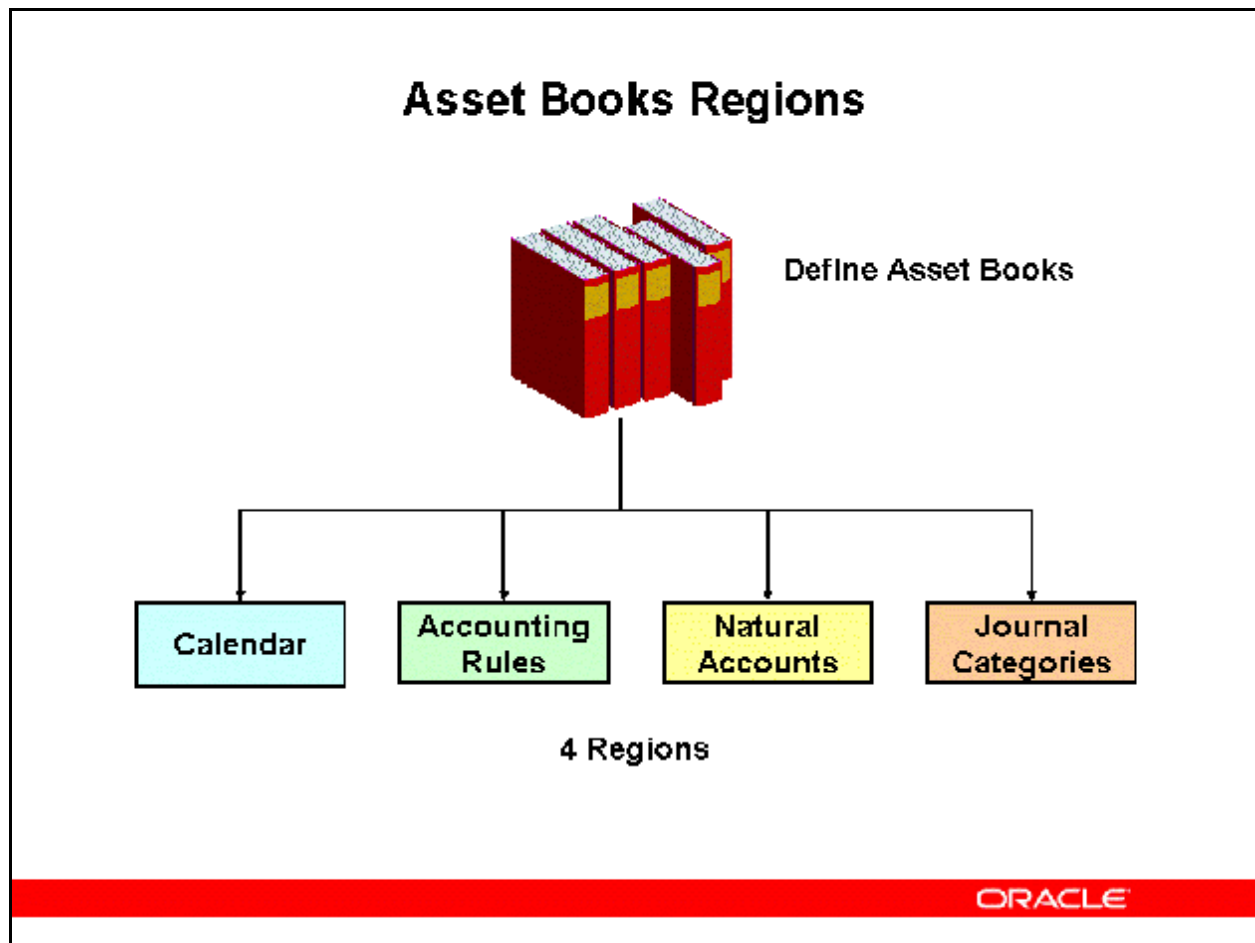 Asset Books Regions
Define Asset Books
Calendar
Accounting
Rules
Natural
Accounts
Journal
Categories
4 Regions
ORACLE